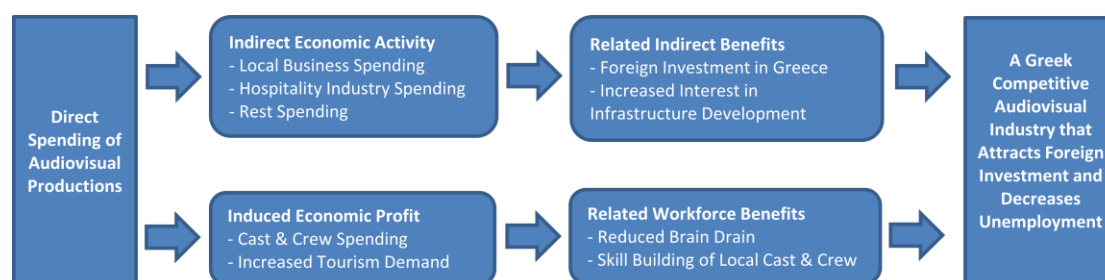 Direct
Spending of
Audiovisual
Productions
Indirect Economic Activity
- Local Business Spending
- Hospitality Industry Spending
- Rest Spending
Related Indirect Benefits
- Foreign Investment in Greece
- Increased Interest in
Infrastructure Development
Induced Economic Profit
- Cast & Crew Spending
- Increased Tourism Demand
Related Workforce Benefits
- Reduced Brain Drain
- Skill Building of Local Cast & Crew
A Greek
Competitive
Audiovisual
Industry that
Attracts Foreign
Investment and
Decreases
Unemployment